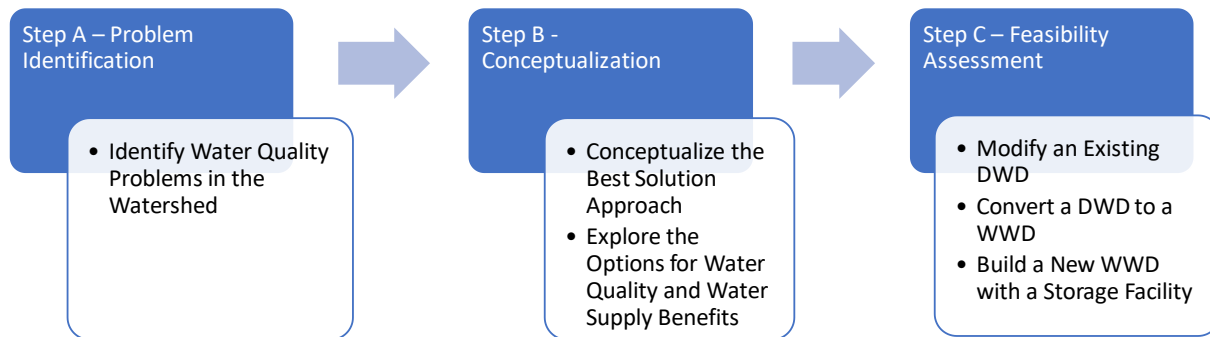 Step A – Problem
Identification
• Identify Water Quality
Problems in the
Watershed
Step B -
Conceptualization
• Conceptualize the
Best Solution
Approach
• Explore the
Options for Water
Quality and Water
Supply Benefits
Step C – Feasibility
Assessment
• Modify an Existing
DWD
• Convert a DWD to a
WWD
• Build a New WWD
with a Storage Facility